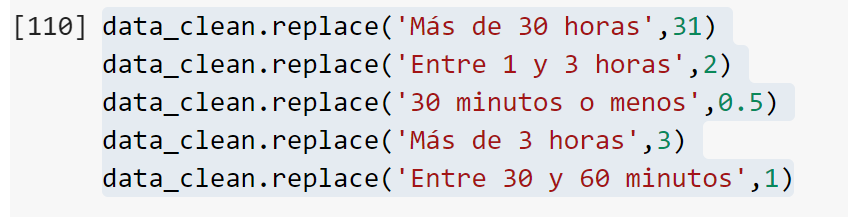 [110] data_clean.replace('Más de 30 horas',31)
data_clean.replace('Entre 1 y 3 horas',2)
data_clean.replace('30 minutos o menos',0.5)
data_clean.replace('Más de 3 horas',3)
data_clean.replace('Entre 30 y 60 minutos',1)